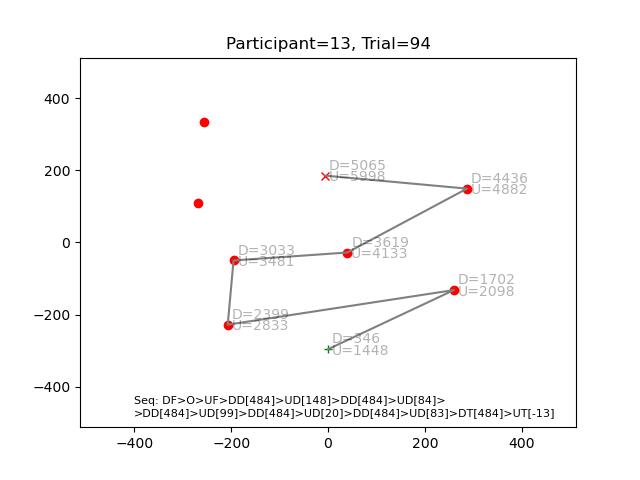 Participant=13, Trial=94
400
200
0
−200
−400
−400
−200
0
200
400
D=5065
U=5998
D=4436
U=4882
D=3619
U=4133
D=3033
U=3481
D=1702
U=2098
D=2399
U=2833
D=346
U=1448
Seq: DF>O>UF>DD[484]>UD[148]>DD[484]>UD[84]>
>DD[484]>UD[99]>DD[484]>UD[20]>DD[484]>UD[83]>DT[484]>UT[-13]